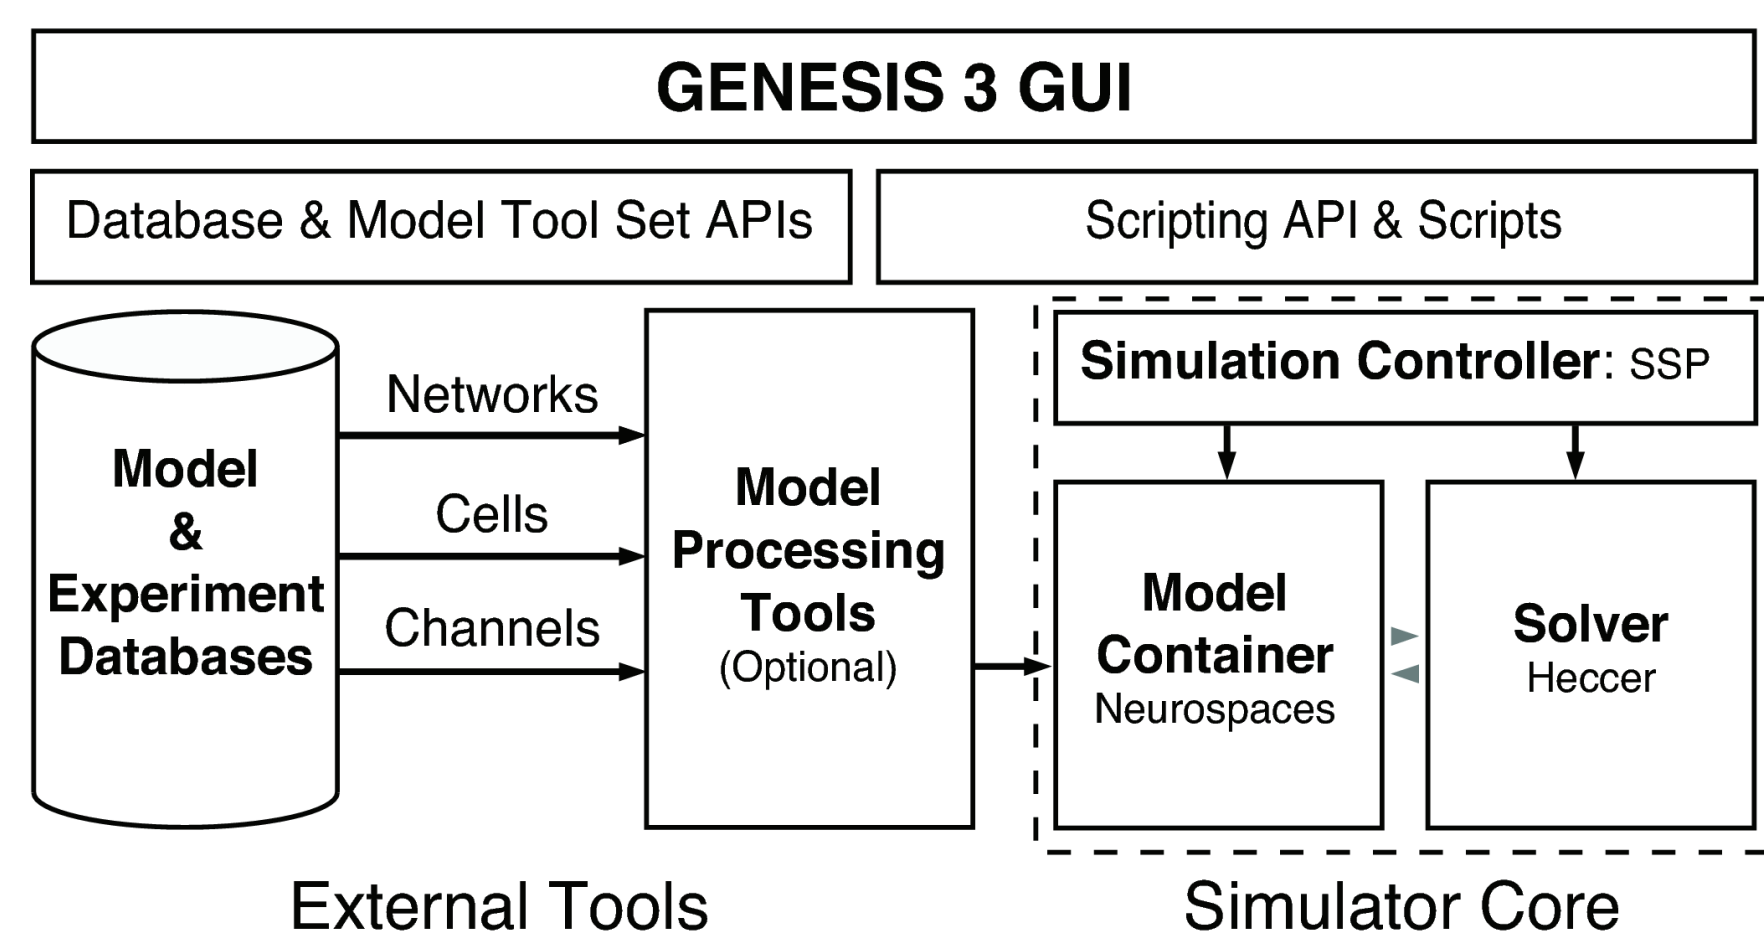 GENESIS 3 GUI
Database & Model Tool Set APIs
Scripting API & Scripts
Model
&
Experiment
Databases
Networks
Cells
Channels
Model
Processing
Tools
(Optional)
Simulation Controller: SSP
Model
Container
Neurospaces
Solver
Heccer
External Tools
Simulator Core